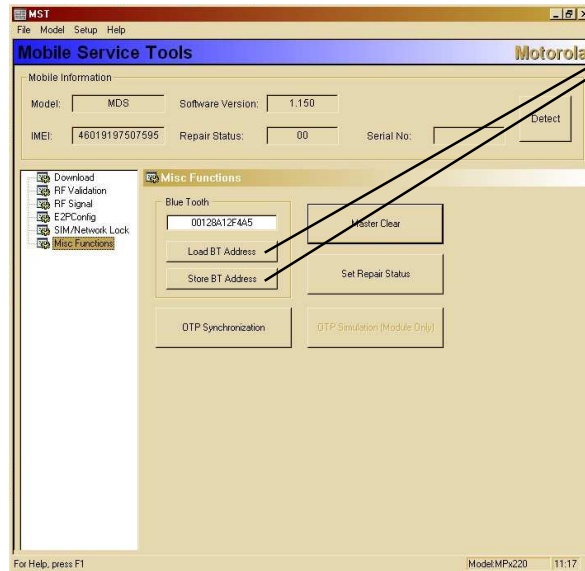 MST
File Model Setup Help
Mobile Service Tools Motorola
Mobile Information
Model: MDS Software Version: 1.150
Detect
IMEI: 46019197507595 Repair Status: 00 Serial No:
Download
RF Validation
RF Signal
E2PConfig
SIM/Network Lock
Misc Functions
Misc Functions
Blue Tooth
00128A12F4A5
Master Clear
Load BT Address
Store BT Address
Set Repair Status
OTP Synchronization
OTP Simulation (Module Only)
For Help, press F1 Model:MPx220 11:17